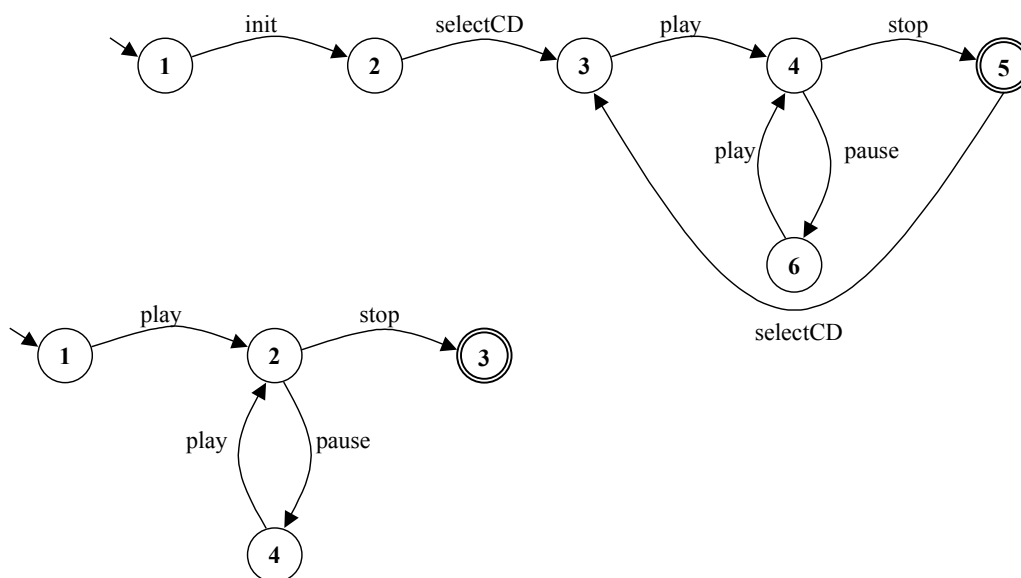 init selectCD play stop
1 2 3 4 5
play pause
6
selectCD
play stop
1 2 3
play pause
4